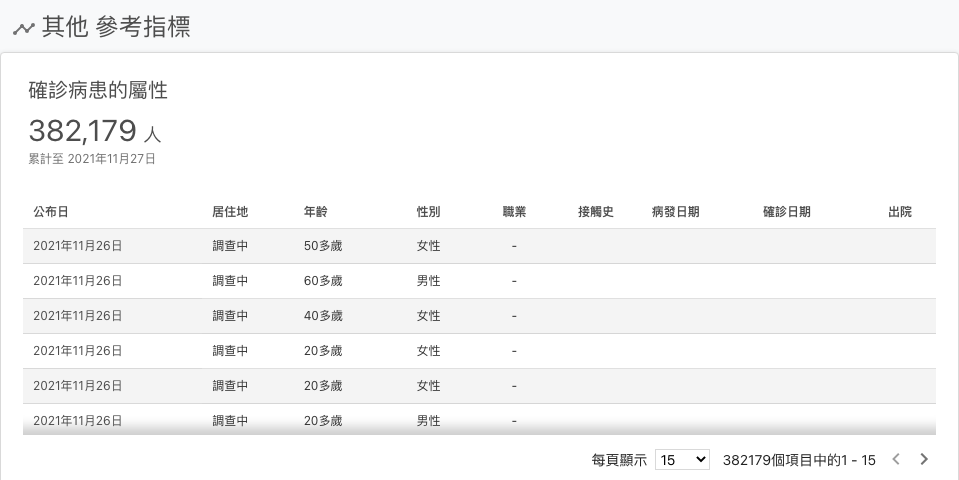 其他 參考指標
確診病患的屬性
382,179 人
累計至 2021年11月27日
公布日 居住地 年齡 性別 職業 接觸史 病發日期 確診日期 出院
2021年11月26日 調查中 50多歲 女性 -
2021年11月26日 調查中 60多歲 男性 -
2021年11月26日 調查中 40多歲 女性 -
2021年11月26日 調查中 20多歲 女性 -
2021年11月26日 調查中 20多歲 女性 -
2021年11月26日 調查中 20多歲 男性 -
每頁顯示 15 382179個項目中的1 - 15